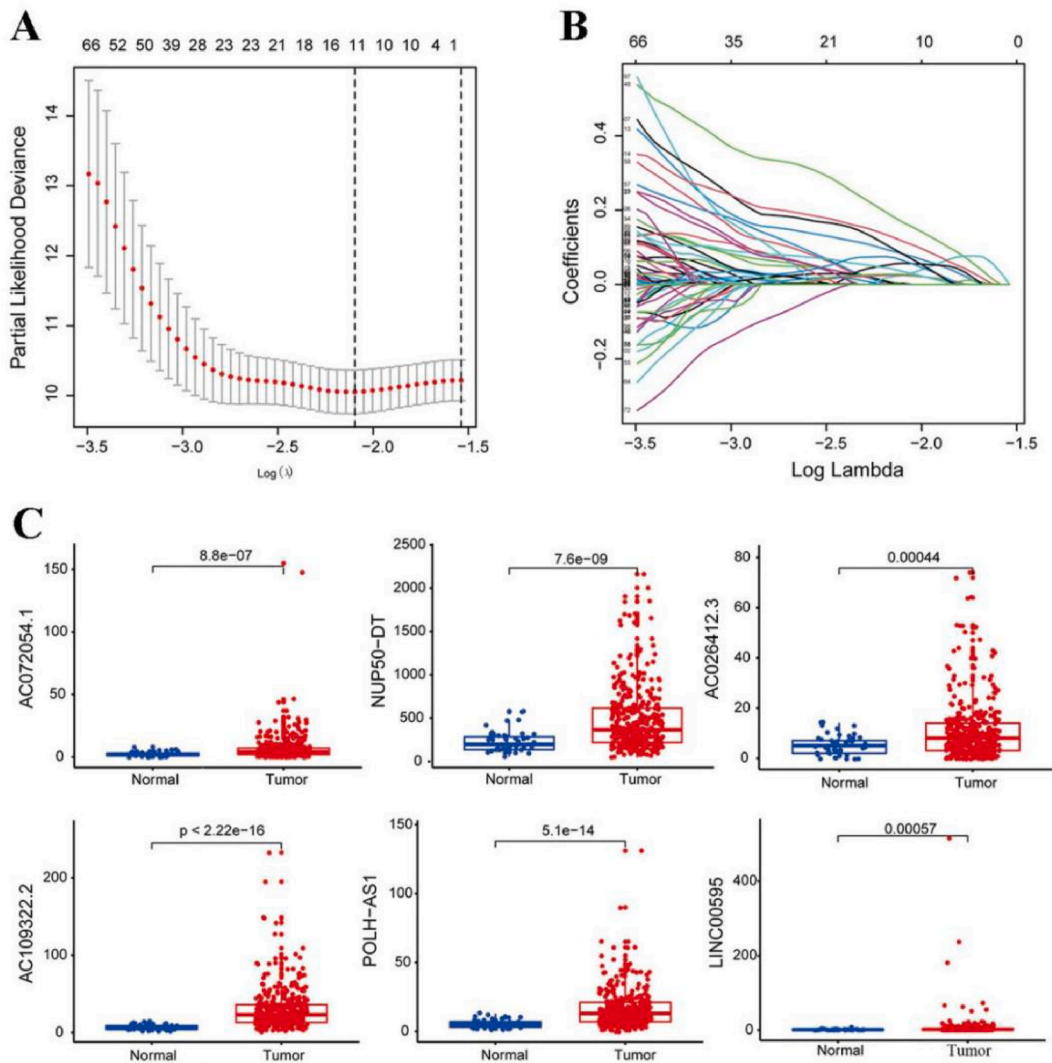 A
66 52 50 39 28 23 23 21 18 16 11 10 10 4 1
Partial Likelihood Deviance
14
13
12
11
10
−3.5 −3.0 −2.5 −2.0 −1.5
Log (λ)
B
66 35 21 10 0
Coefficients
0.4
0.2
0.0
−0.2
−3.5 −3.0 −2.5 −2.0 −1.5
Log Lambda
C
AC072054.1
150
100
50
0
8.8e−07
Normal Tumor
NUP50−DT
2500
2000
1500
1000
500
0
7.6e−09
Normal Tumor
AC026412.3
80
60
40
20
0
0.00044
Normal Tumor
AC109322.2
200
100
0
p < 2.22e−16
Normal Tumor
POLH−AS1
150
100
50
0
5.1e−14
Normal Tumor
LINC00595
400
200
0
0.00057
Normal Tumor